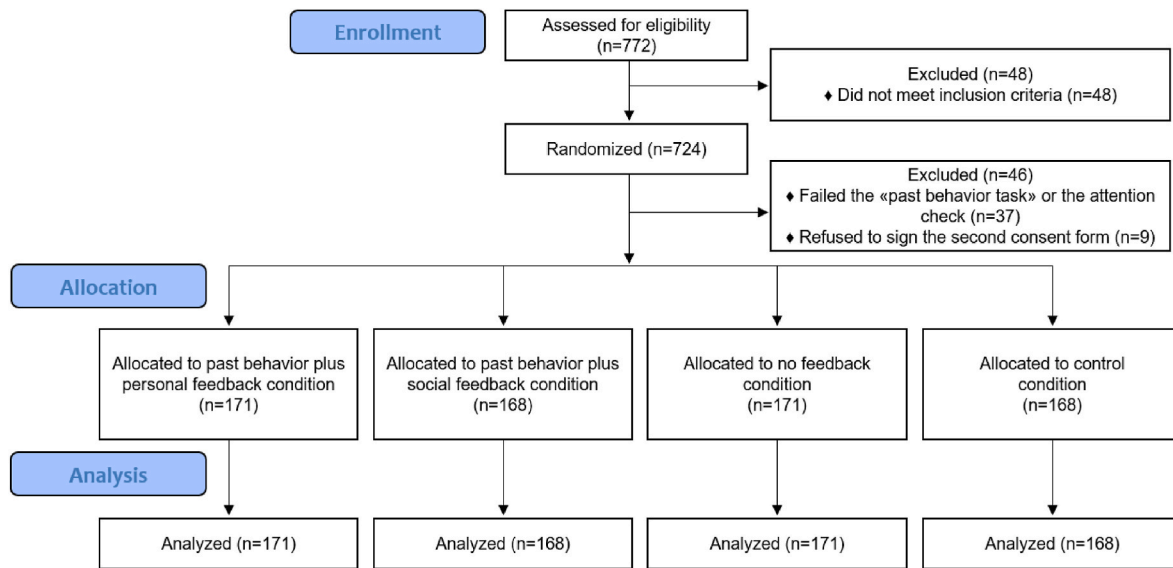 Enrollment
Assessed for eligibility
(n=772)
Excluded (n=48)
♦ Did not meet inclusion criteria (n=48)
Randomized (n=724)
Excluded (n=46)
♦ Failed the «past behavior task» or the attention
check (n=37)
♦ Refused to sign the second consent form (n=9)
Allocation
Allocated to past behavior plus
personal feedback condition
(n=171)
Allocated to past behavior plus
social feedback condition
(n=168)
Allocated to no feedback
condition
(n=171)
Allocated to control
condition
(n=168)
Analysis
Analyzed (n=171)
Analyzed (n=168)
Analyzed (n=171)
Analyzed (n=168)